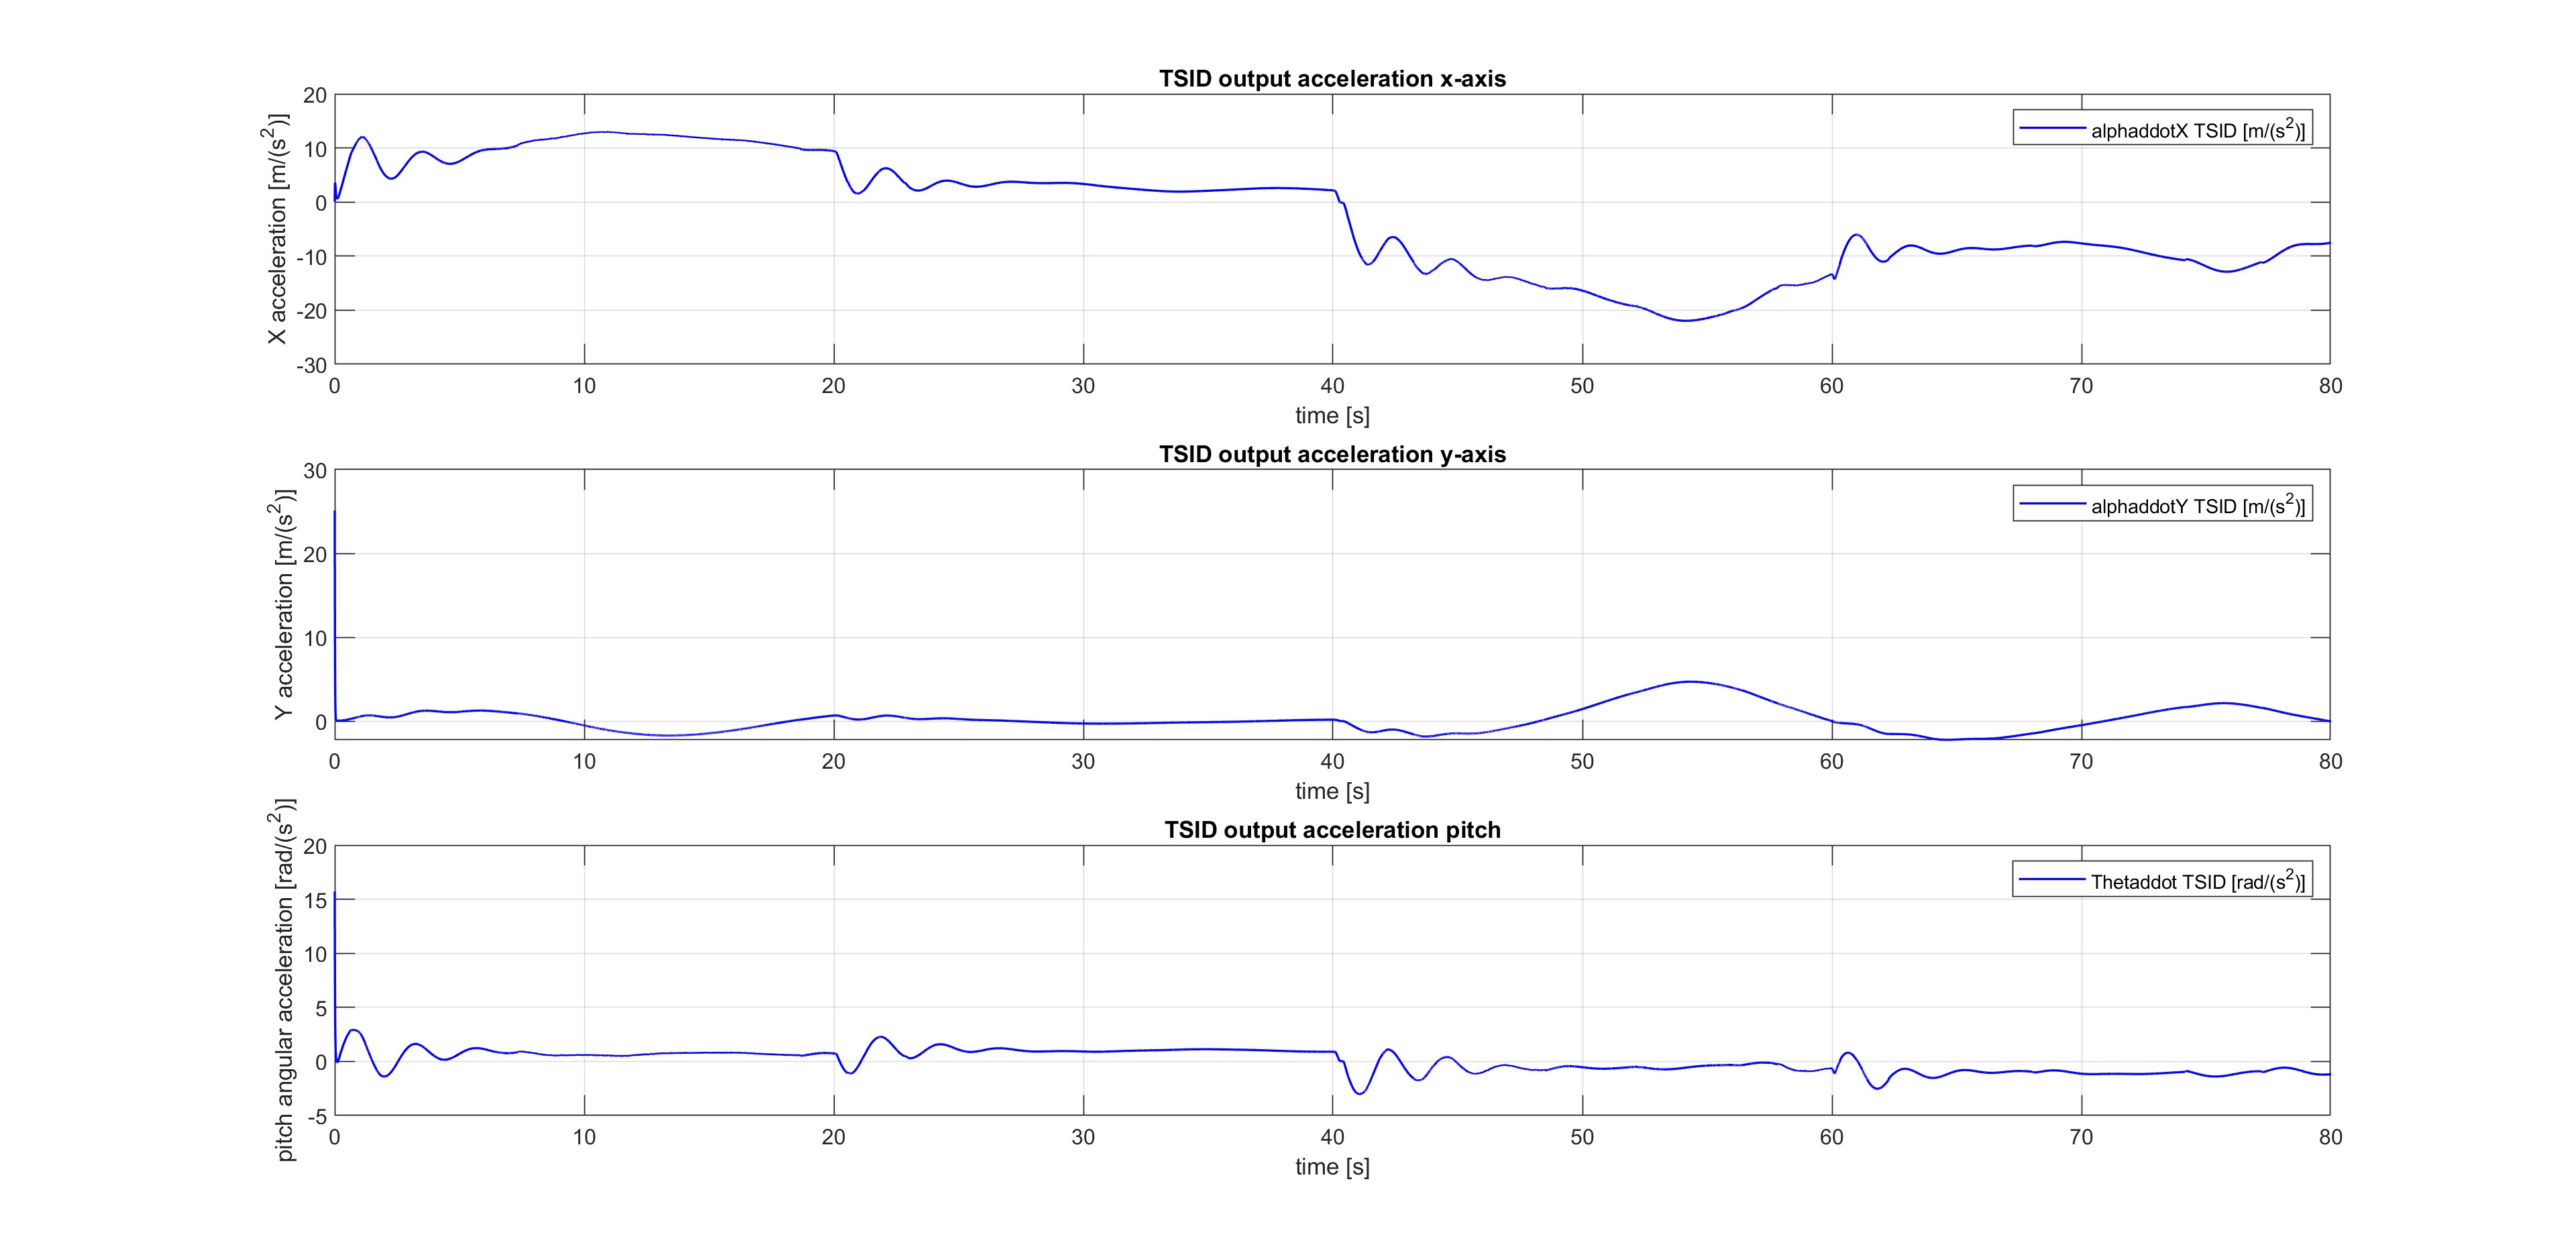 TSID output acceleration x-axis
X acceleration [m/(s²)]
20
10
0
-10
-20
-30
alphaddotX TSID [m/(s²)]
0 10 20 30 40 50 60 70 80
time [s]
TSID output acceleration y-axis
Y acceleration [m/(s²)]
30
20
10
0
alphaddotY TSID [m/(s²)]
0 10 20 30 40 50 60 70 80
time [s]
TSID output acceleration pitch
pitch angular acceleration [rad/(s²)]
20
15
10
5
0
-5
Thetaddot TSID [rad/(s²)]
0 10 20 30 40 50 60 70 80
time [s]